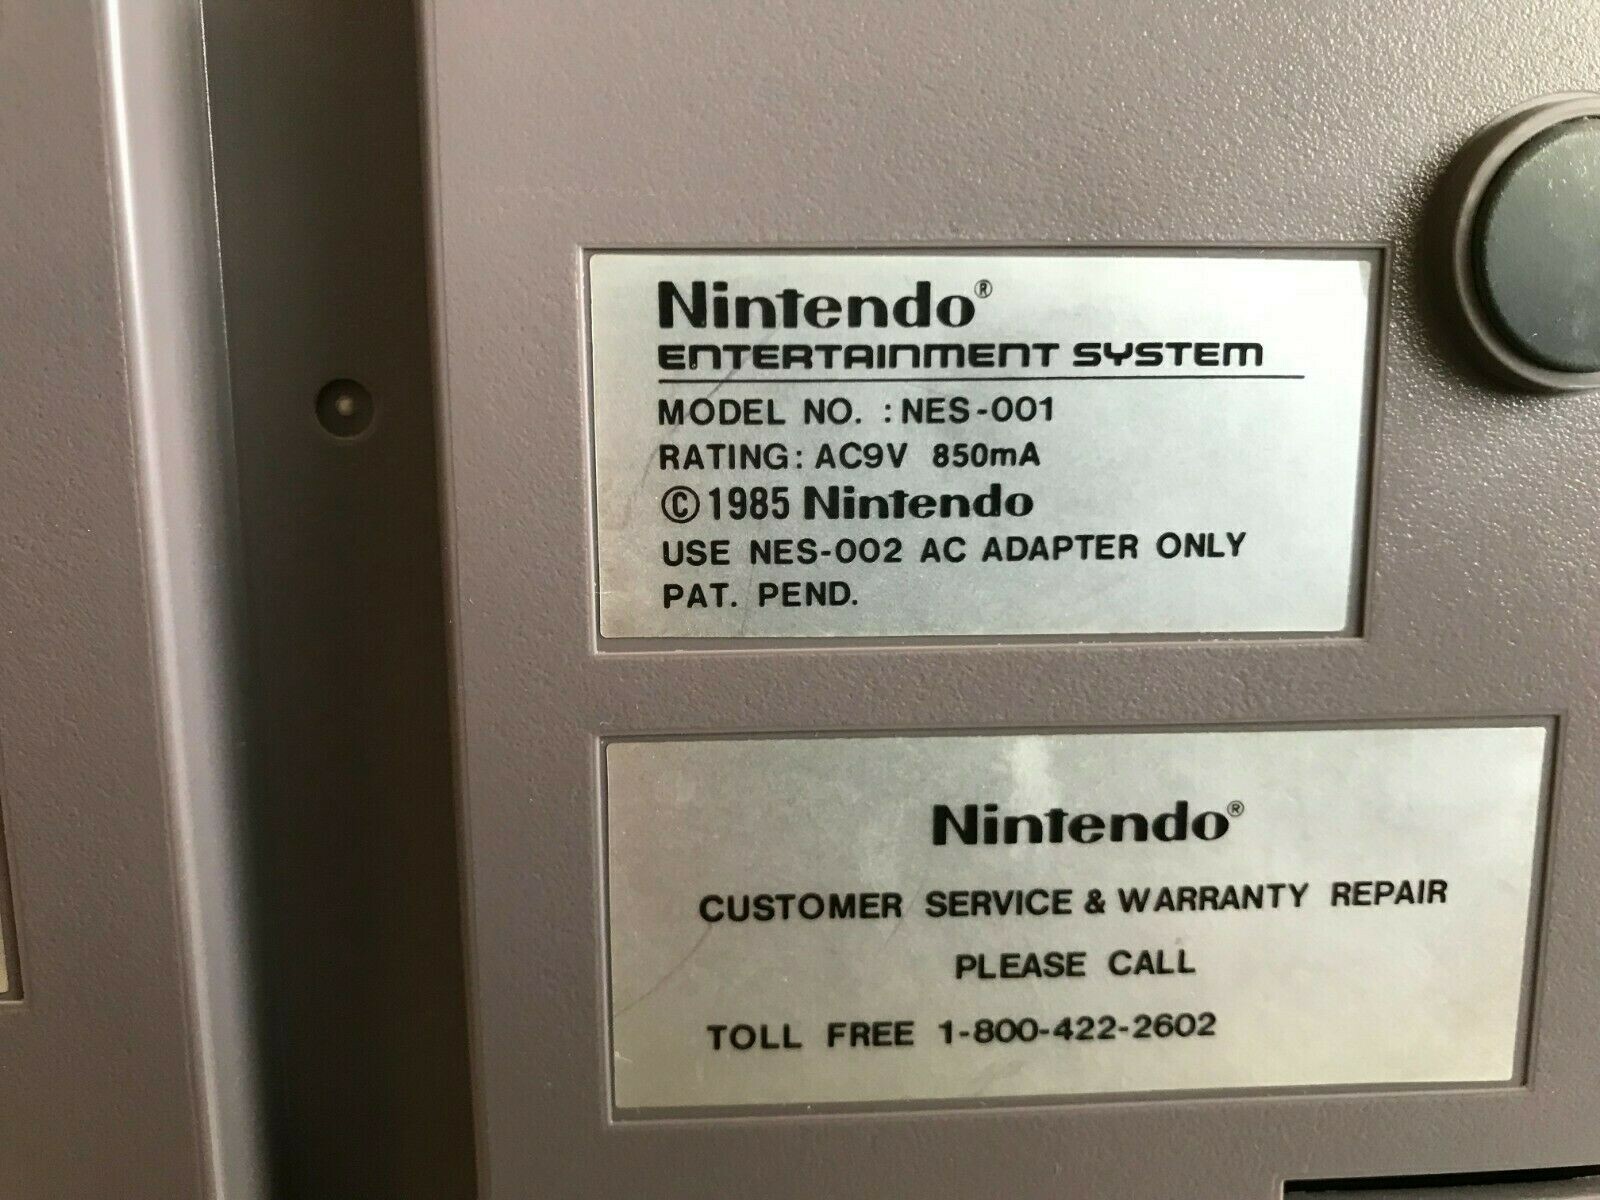 Nintendo®
ENTERTAINMENT SYSTEM
MODEL NO. : NES-001
RATING: AC9V 850mA
©1985 Nintendo
USE NES-002 AC ADAPTER ONLY
PAT. PEND.
Nintendo®
CUSTOMER SERVICE & WARRANTY REPAIR
PLEASE CALL
TOLL FREE 1-800-422-2602